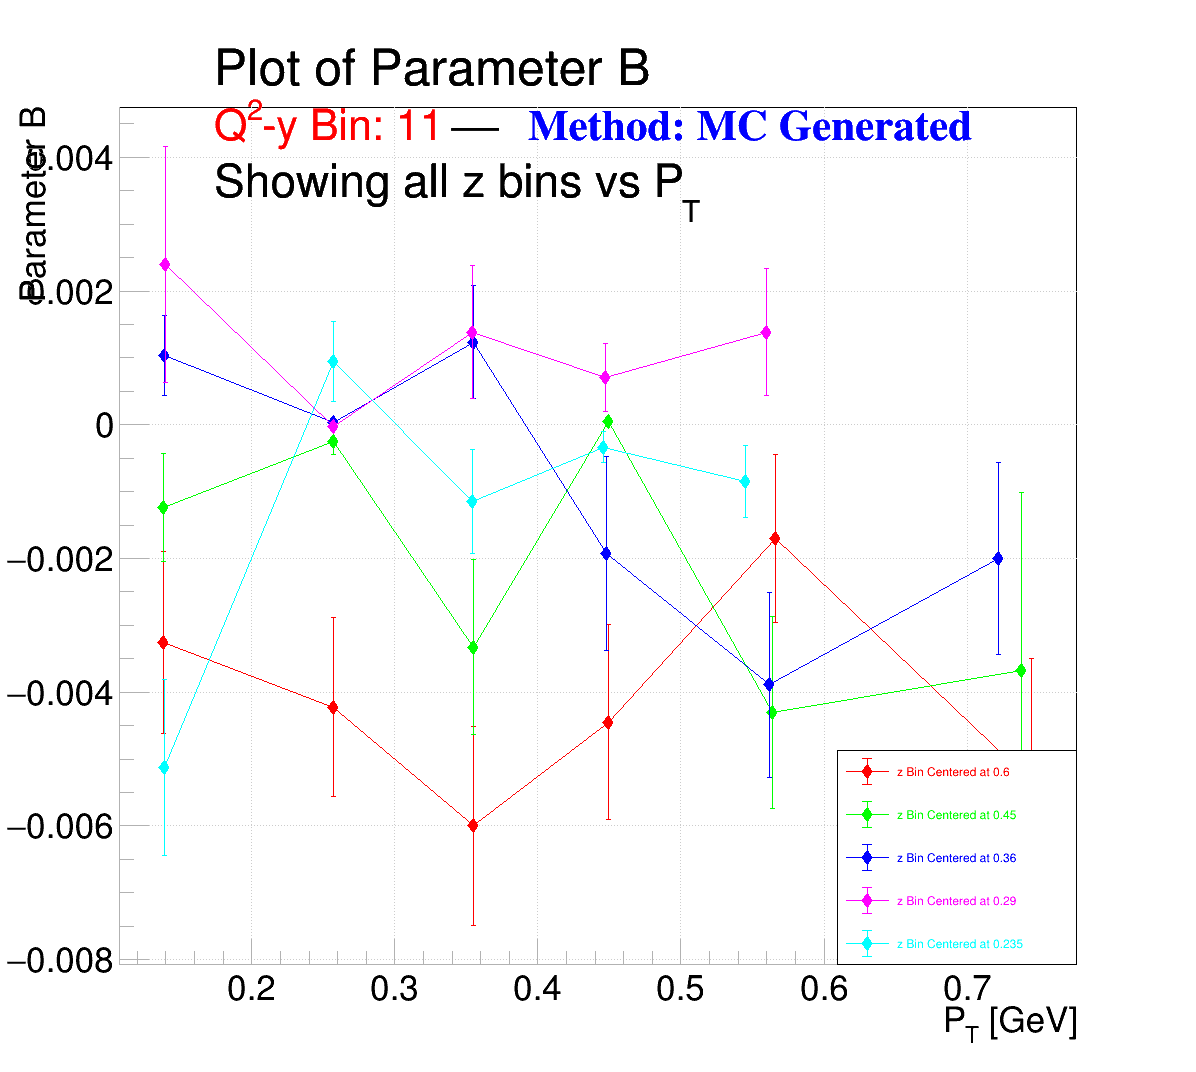 Plot of Parameter B
Q²-y Bin: 11 — Method: MC Generated
Showing all z bins vs P_T
Parameter B
0.004
0.002
0
−0.002
−0.004
−0.006
−0.008
0.2 0.3 0.4 0.5 0.6 0.7
P_T [GeV]
z Bin Centered at 0.6
z Bin Centered at 0.45
z Bin Centered at 0.36
z Bin Centered at 0.29
z Bin Centered at 0.235